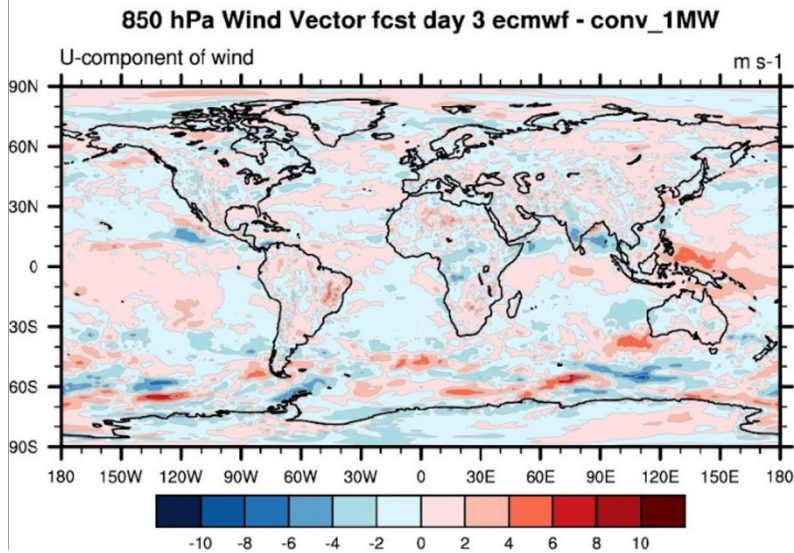 850 hPa Wind Vector fcst day 3 ecmwf - conv_1MW
U-component of wind m s-1
90N
60N
30N
0
30S
60S
90S
180 150W 120W 90W 60W 30W 0 30E 60E 90E 120E 150E 180
-10 -8 -6 -4 -2 0 2 4 6 8 10